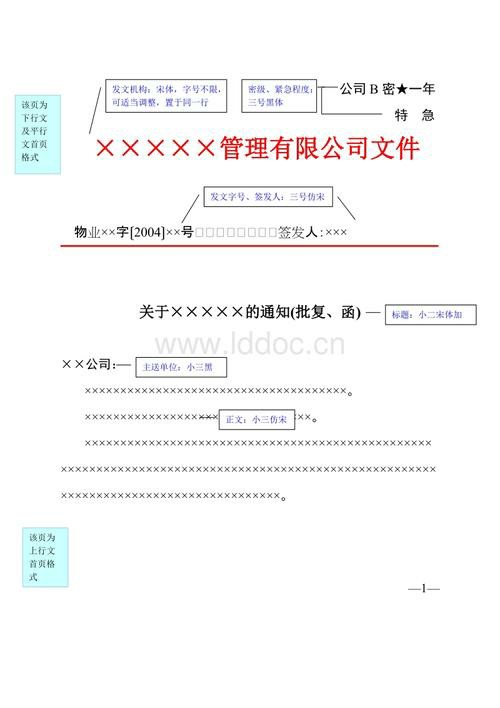 发文机构：宋体，字号不限，
可适当调整，置于同一行
密级、紧急程度：
三号黑体
公司 B 密★一年
特 急
该页为
下行文
及平行
文首页
格式
×××××管理有限公司文件
发文字号、签发人：三号仿宋
物业××字[2004]××号□□□□□□□□签发人:×××
关于×××××的通知(批复、函)
标题：小二宋体加
www.lddoc.cn
××公司:
主送单位：小三黑
××××××××××××××××××××××××××××××××××××。
正文：小三仿宋
××××××××××××××××××××××××××××××××××××××××××××××××
××××××××××××××××××××××××××××××××××××××××××××××××××××
×××××××××××××××××××××××××××××××。
该页为
上行文
首页格
式
—1—